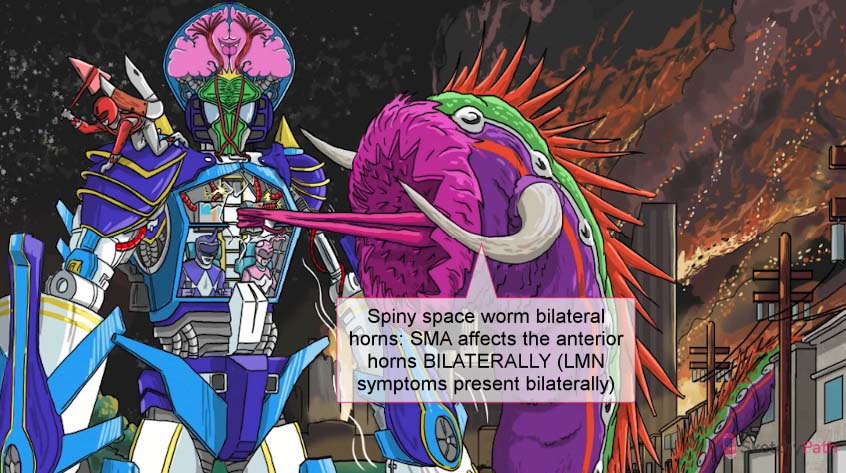 Spiny space worm bilateral
horns: SMA affects the anterior
horns BILATERALLY (LMN
symptoms present bilaterally)